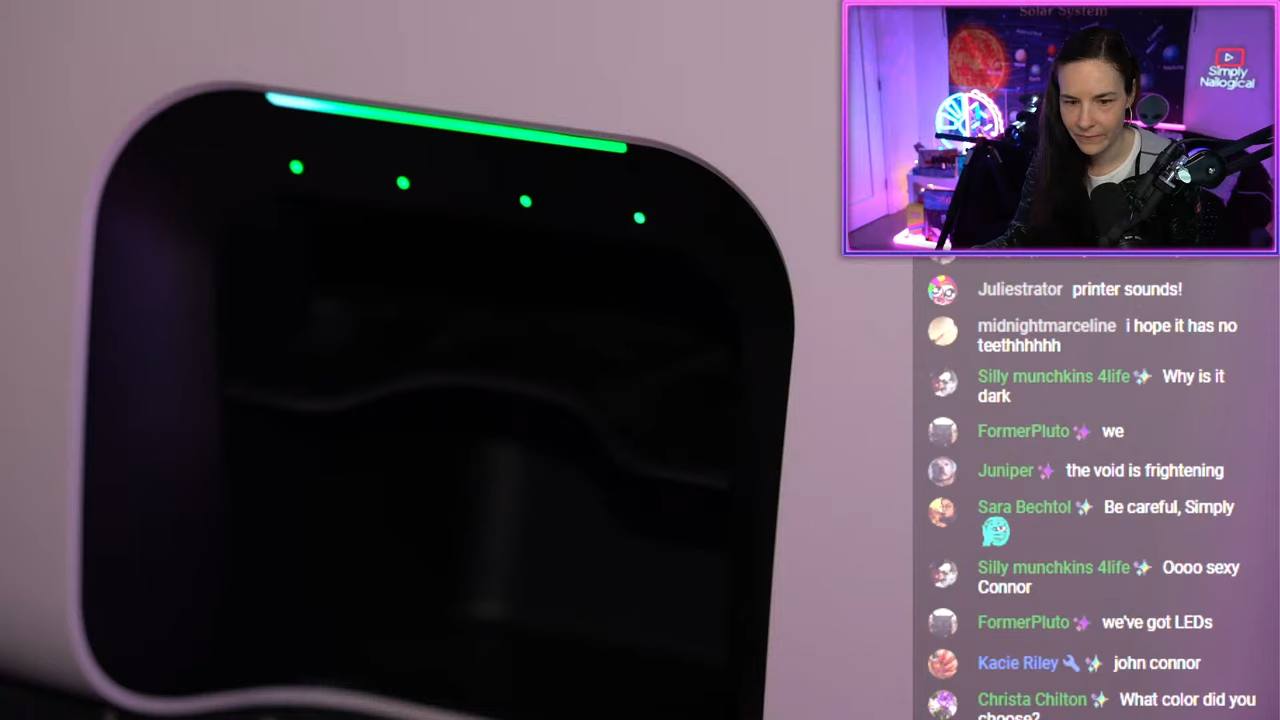 Solar System
Simply
Nailogical
Juliestrator printer sounds!
midnightmarceline i hope it has no
teethhhhhh
Silly munchkins 4life Why is it
dark
FormerPluto we
Juniper the void is frightening
Sara Bechtol Be careful, Simply
Silly munchkins 4life Oooo sexy
Connor
FormerPluto we've got LEDs
Kacie Riley john connor
Christa Chilton What color did you
choose?